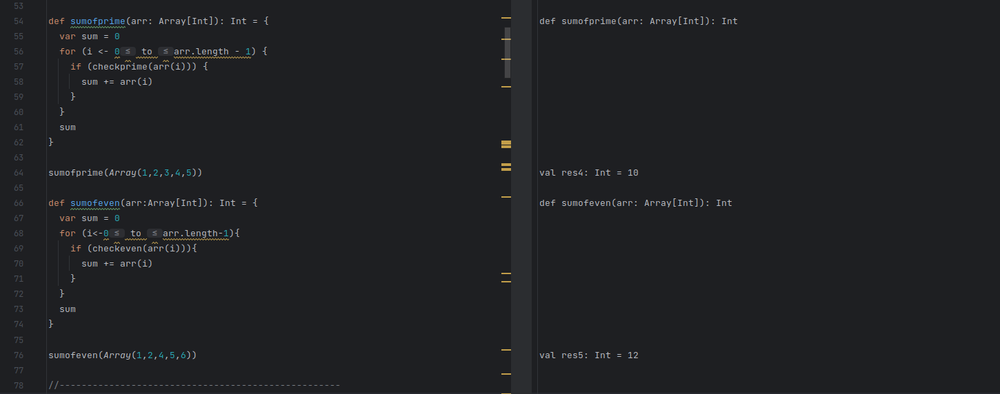 53
54 def sumofprime(arr: Array[Int]): Int = { def sumofprime(arr: Array[Int]): Int
55 var sum = 0
56 for (i <- 0 ≤ to ≤ arr.length - 1) {
57 if (checkprime(arr(i))) {
58 sum += arr(i)
59 }
60 }
61 sum
62 }
63
64 sumofprime(Array(1,2,3,4,5)) val res4: Int = 10
65
66 def sumofeven(arr:Array[Int]): Int = { def sumofeven(arr: Array[Int]): Int
67 var sum = 0
68 for (i<-0 ≤ to ≤ arr.length-1){
69 if (checkeven(arr(i))){
70 sum += arr(i)
71 }
72 }
73 sum
74 }
75
76 sumofeven(Array(1,2,4,5,6)) val res5: Int = 12
77
78 //---------------------------------------------------